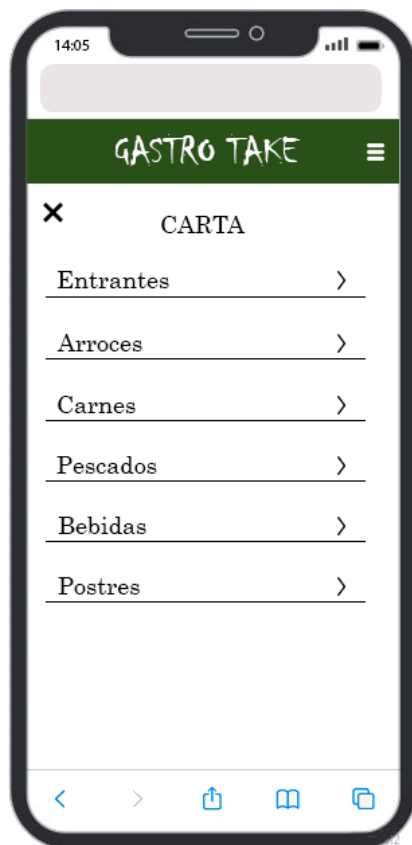 14:05
GASTRO TAKE
CARTA
Entrantes
Arroces
Carnes
Pescados
Bebidas
Postres